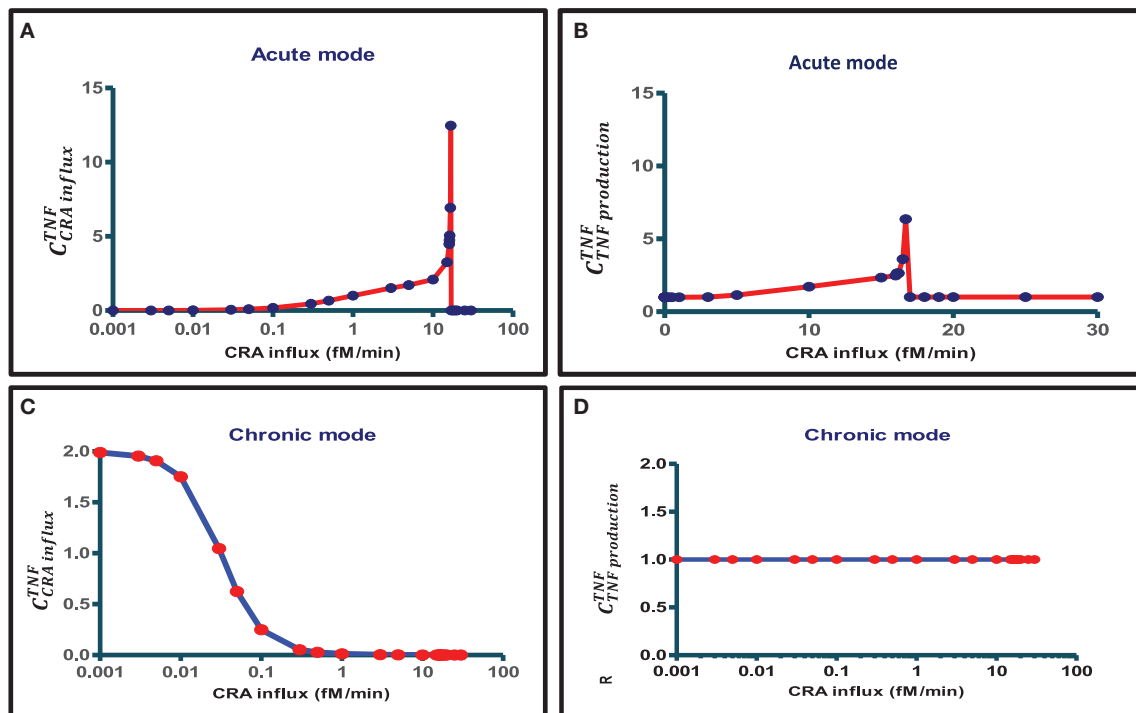 A
Acute mode
15
10
5
0
0.001
0.01
0.1
1
10
100
CRA influx (fM/min)
C^{TNF}_{CRA influx}
B
Acute mode
15
10
5
0
0
10
20
30
CRA influx (fM/min)
C^{TNF}_{TNF production}
C
Chronic mode
2.0
1.5
1.0
0.5
0.0
0.001
0.01
0.1
1
10
100
CRA influx (fM/min)
C^{TNF}_{CRA influx}
D
Chronic mode
2.0
1.5
1.0
0.5
0.0
0.001
0.01
0.1
1
10
100
CRA influx (fM/min)
C^{TNF}_{TNF production}
R